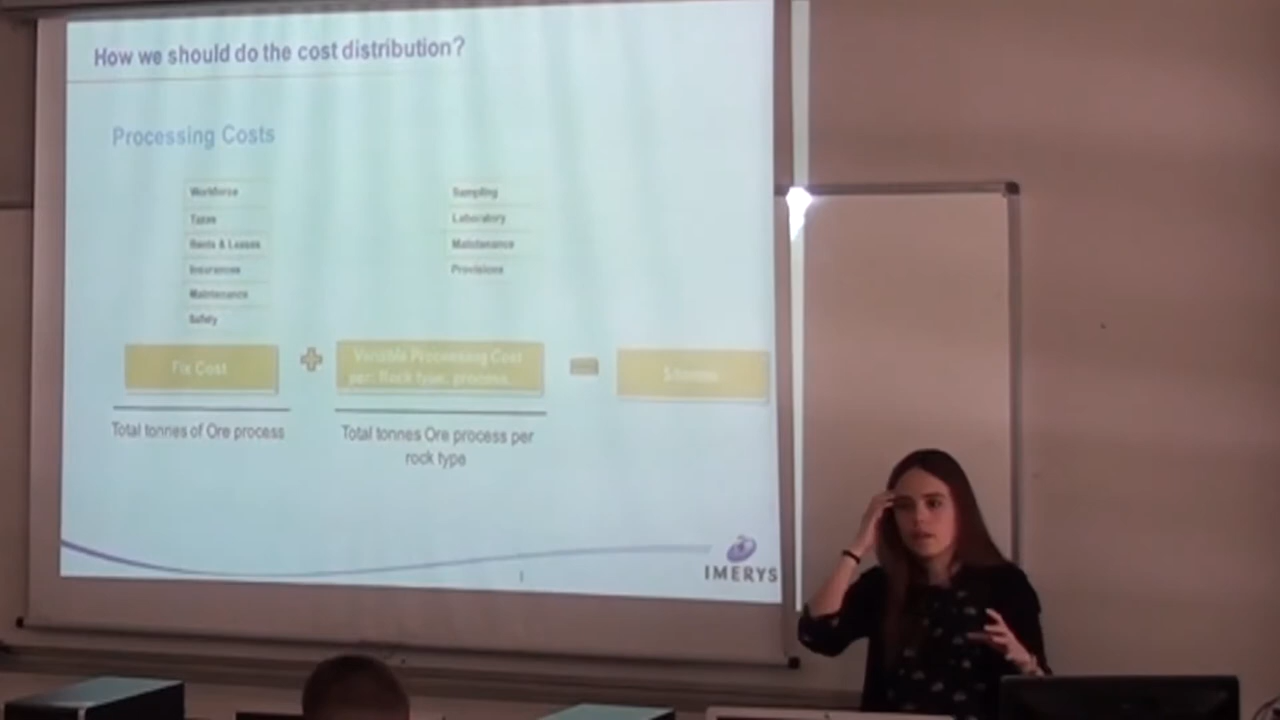 How we should do the cost distribution?
Processing Costs
Workforce
Taxes
Rents & Leases
Insurances
Maintenance
Safety
Sampling
Laboratory
Maintenance
Provisions
Fix Cost
Variable Processing Cost
per: Rock type, process,
Total tonnes of Ore process
Total tonnes Ore process per
rock type
IMERYS